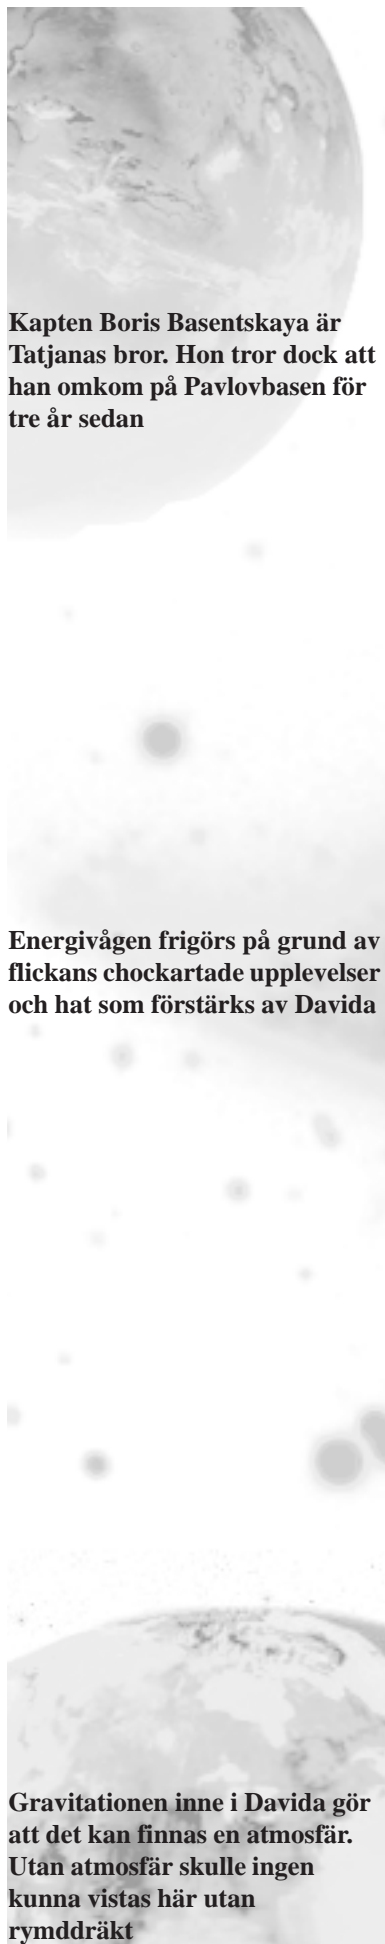 Kapten Boris Basentskaya är
Tatjanas bror. Hon tror dock att
han omkom på Pavlovbasen för
tre år sedan
Energivågen frigörs på grund av
flickans chockartade upplevelser
och hat som förstärks av Davida
Gravitationen inne i Davida gör
att det kan finnas en atmosfär.
Utan atmosfär skulle ingen
kunna vistas här utan
rymddräkt